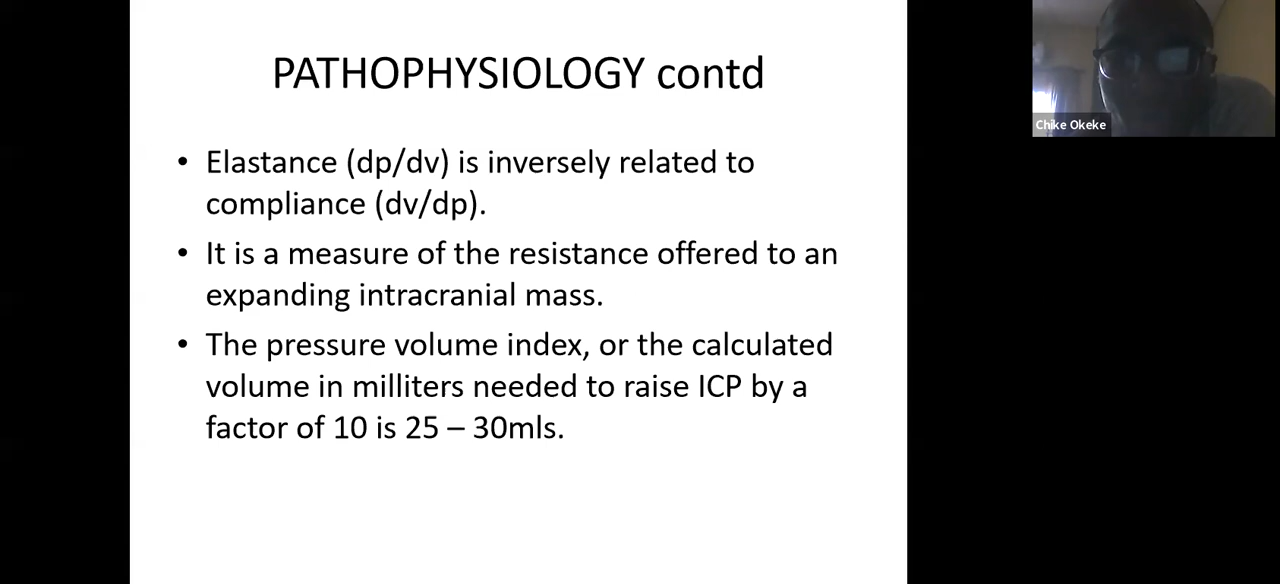 PATHOPHYSIOLOGY contd
• Elastance (dp/dv) is inversely related to
compliance (dv/dp).
• It is a measure of the resistance offered to an
expanding intracranial mass.
• The pressure volume index, or the calculated
volume in milliters needed to raise ICP by a
factor of 10 is 25 – 30mls.
Chike Okeke